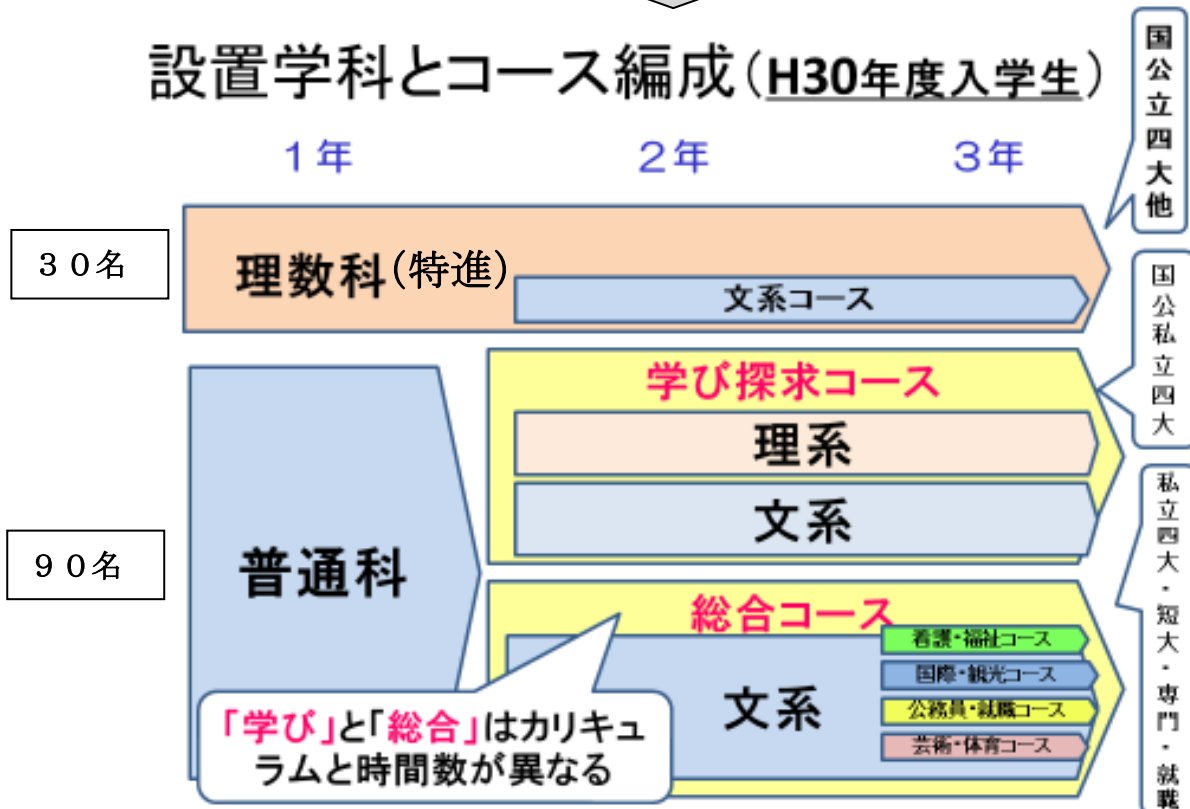 設置学科とコース編成(H30年度入学生)
国公立四大他
1年
2年
3年
30名
理数科(特進)
文系コース
国公私立四大
学び探求コース
理系
文系
90名
普通科
総合コース
文系
看護・福祉コース
国際・観光コース
公務員・就職コース
芸術・体育コース
私立四大・短大・専門・就職
「学び」と「総合」はカリキュ
ラムと時間数が異なる